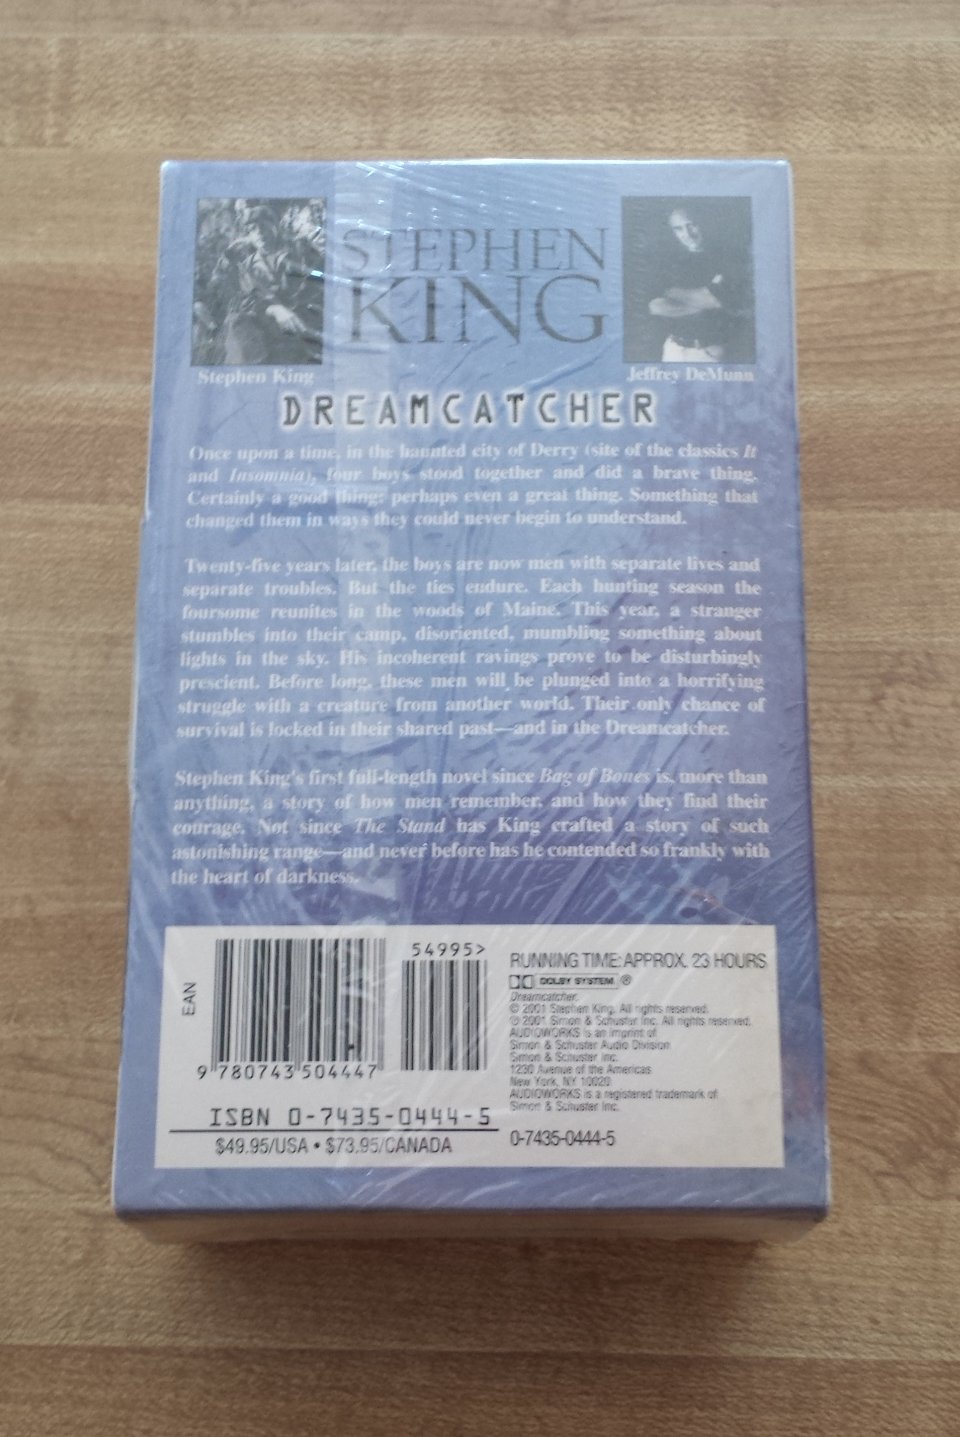 STEPHEN
KING
Stephen King
Jeffrey DeMunn
DREAMCATCHER
Once upon a time, in the haunted city of Derry (site of the classics It
and Insomnia), four boys stood together and did a brave thing.
Certainly a good thing; perhaps even a great thing. Something that
changed them in ways they could never begin to understand.
Twenty-five years later, the boys are now men with separate lives and
separate troubles. But the ties endure. Each hunting season the
foursome reunites in the woods of Maine. This year, a stranger
stumbles into their camp, disoriented, mumbling something about
lights in the sky. His incoherent ravings prove to be disturbingly
prescient. Before long, these men will be plunged into a horrifying
struggle with a creature from another world. Their only chance of
survival is locked in their shared past—and in the Dreamcatcher.
Stephen King's first full-length novel since Bag of Bones is, more than
anything, a story of how men remember, and how they find their
courage. Not since The Stand has King crafted a story of such
astonishing range—and never before has he contended so frankly with
the heart of darkness.
EAN
54995>
9 780743 504447
ISBN 0-7435-0444-5
$49.95/USA • $73.95/CANADA
RUNNING TIME: APPROX. 23 HOURS
DOLBY SYSTEM ®
Dreamcatcher.
© 2001 Stephen King. All rights reserved.
℗ 2001 Simon & Schuster Inc. All rights reserved.
AUDIOWORKS is an imprint of
Simon & Schuster Audio Division
Simon & Schuster Inc.
1230 Avenue of the Americas
New York, NY 10020
AUDIOWORKS is a registered trademark of
Simon & Schuster Inc.
0-7435-0444-5